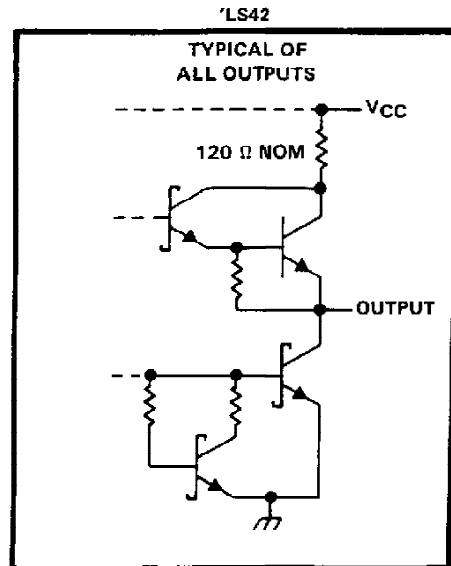 'LS42
TYPICAL OF
ALL OUTPUTS
VCC
120 Ω NOM
OUTPUT